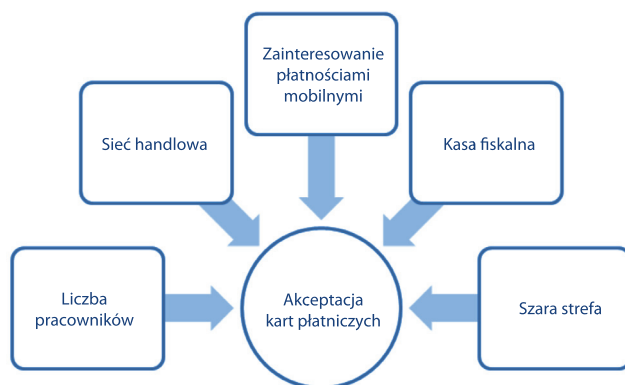 Zainteresowanie
płatnościami
mobilnymi
Sieć handlowa
Kasa fiskalna
Liczba
pracowników
Akceptacja
kart płatniczych
Szara strefa